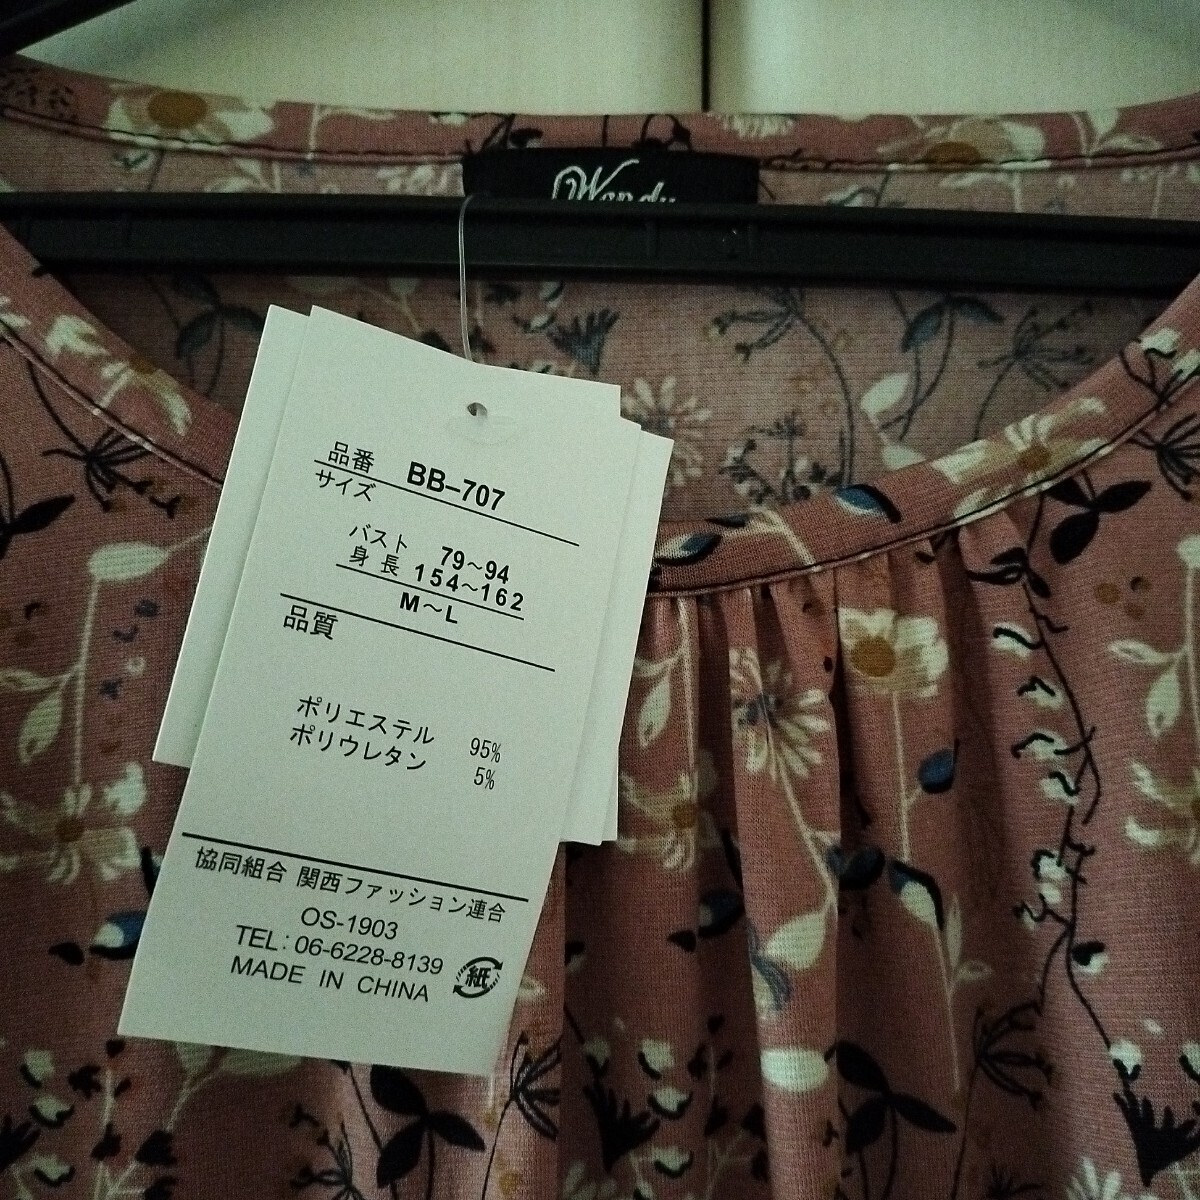 Wendy
品番 BB-707
サイズ
バスト 79~94
身長 154~162
M~L
品質
ポリエステル 95%
ポリウレタン 5%
協同組合 関西ファッション連合
OS-1903
TEL: 06-6228-8139
MADE IN CHINA
紙